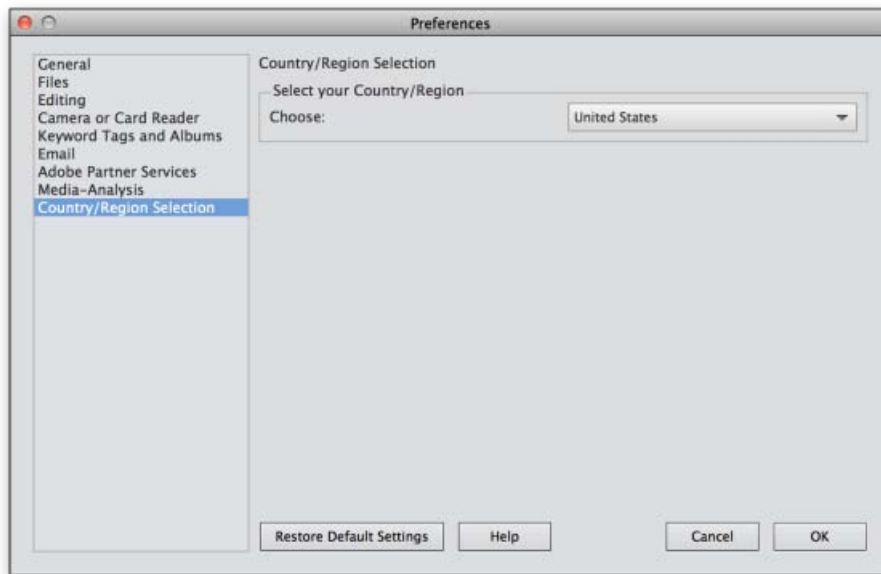 Preferences
General
Files
Editing
Camera or Card Reader
Keyword Tags and Albums
Email
Adobe Partner Services
Media-Analysis
Country/Region Selection
Country/Region Selection
Select your Country/Region
Choose:
United States
Restore Default Settings
Help
Cancel
OK